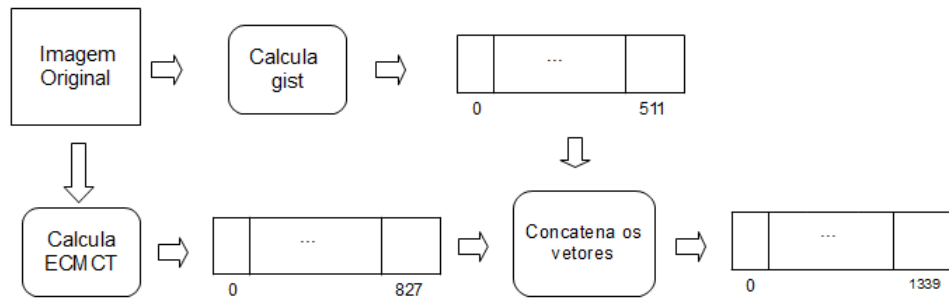 Imagem
Original
Calcula
gist
...
0 511
Calcula
ECMCT
...
0 827
Concatena os
vetores
...
0 1339